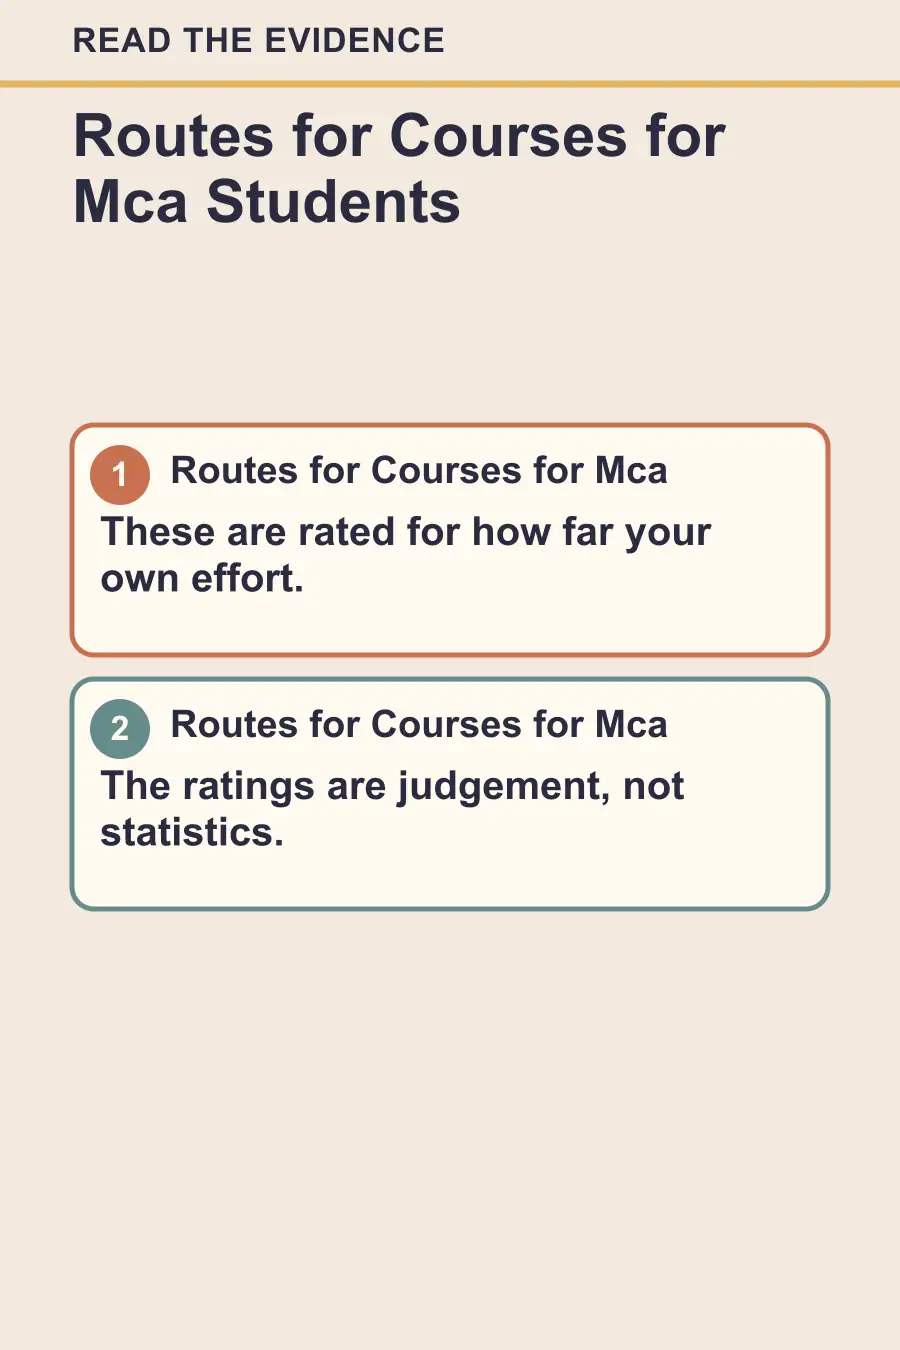 READ THE EVIDENCE
Routes for Courses for
Mca Students
1
Routes for Courses for Mca
These are rated for how far your
own effort.
2
Routes for Courses for Mca
The ratings are judgement, not
statistics.